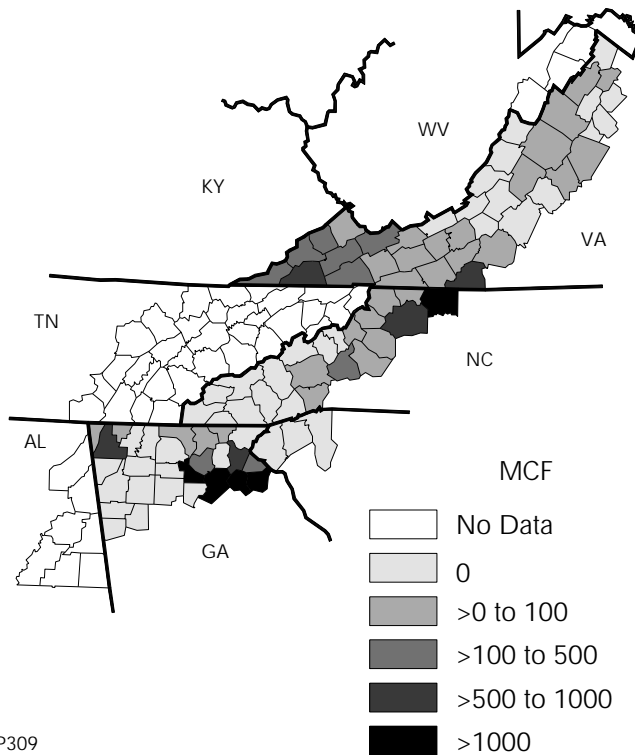 WV
KY
VA
TN
NC
AL
MCF
No Data
GA
0
>0 to 100
>100 to 500
>500 to 1000
>1000
P309